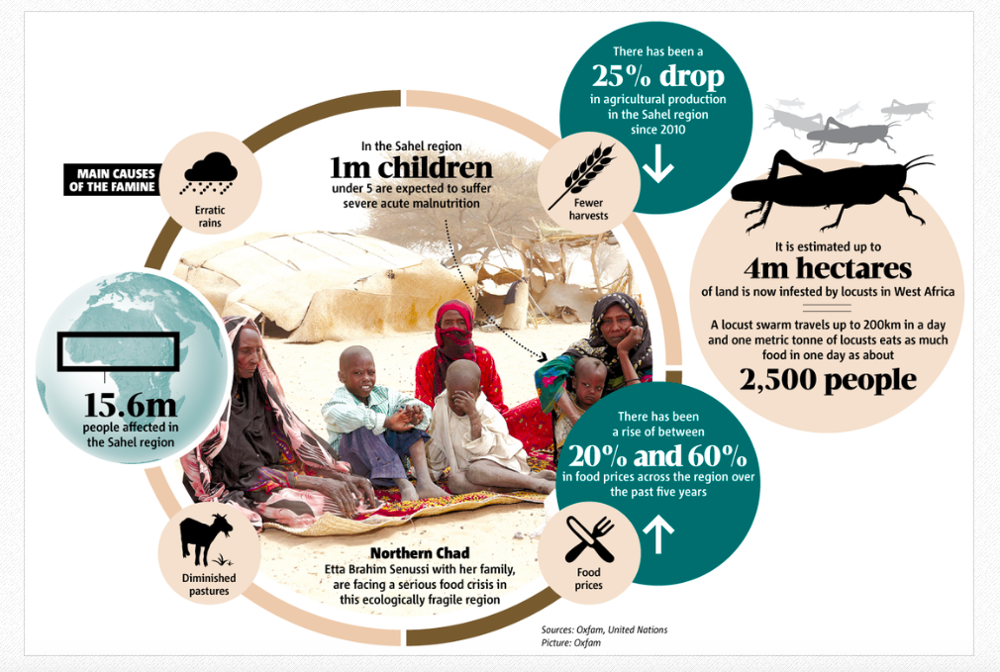 There has been a
25% drop
in agricultural production
in the Sahel region
since 2010
In the Sahel region
1m children
under 5 are expected to suffer
severe acute malnutrition
MAIN CAUSES
OF THE FAMINE
Erratic
rains
Fewer
harvests
It is estimated up to
4m hectares
of land is now infested by locusts in West Africa
A locust swarm travels up to 200km in a day
and one metric tonne of locusts eats as much
food in one day as about
2,500 people
15.6m
people affected in
the Sahel region
There has been
a rise of between
20% and 60%
in food prices across the region over
the past five years
Diminished
pastures
Northern Chad
Etta Brahim Senussi with her family,
are facing a serious food crisis in
this ecologically fragile region
Food
prices
Sources: Oxfam, United Nations
Picture: Oxfam